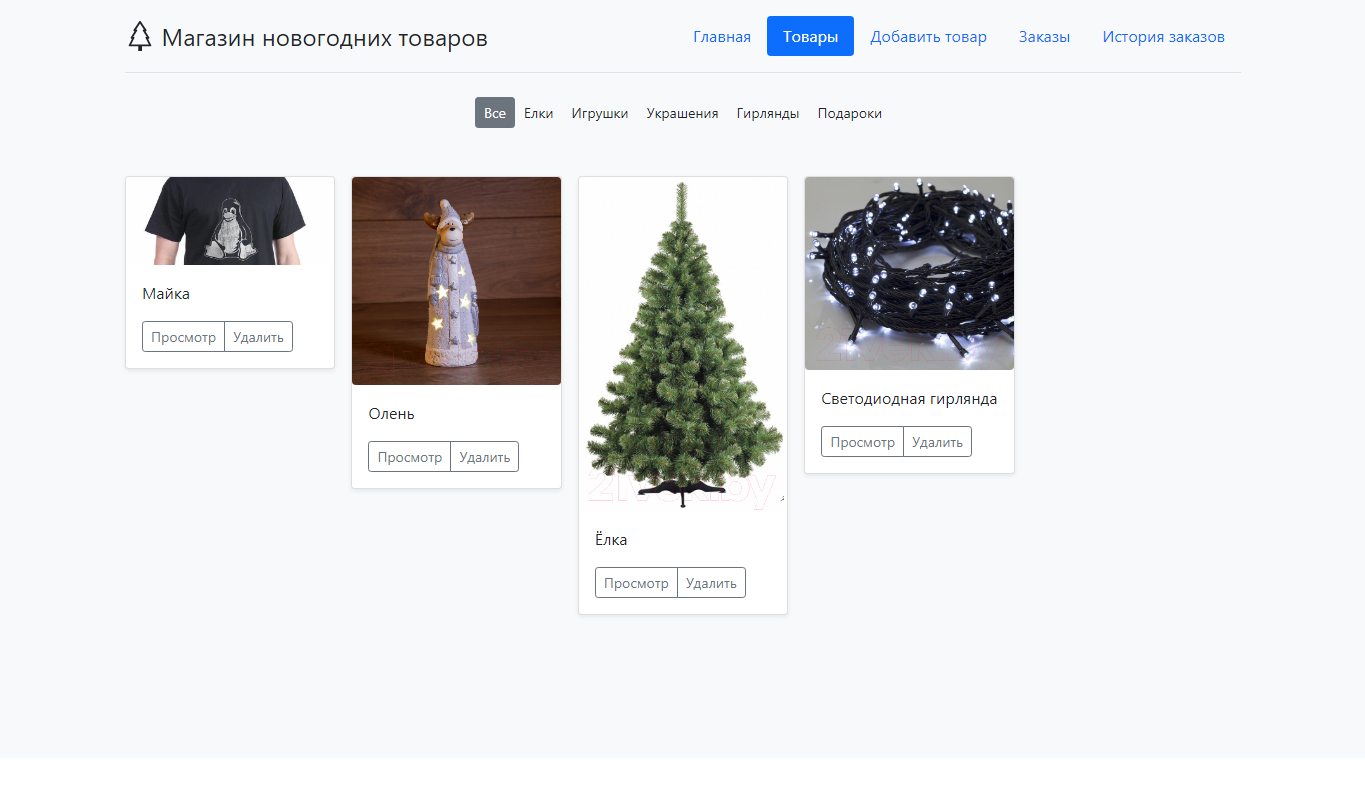 Магазин новогодних товаров
Главная Товары Добавить товар Заказы История заказов
Все Елки Игрушки Украшения Гирлянды Подароки
Майка
Просмотр Удалить
Олень
Просмотр Удалить
Ёлка
Просмотр Удалить
Светодиодная гирлянда
Просмотр Удалить